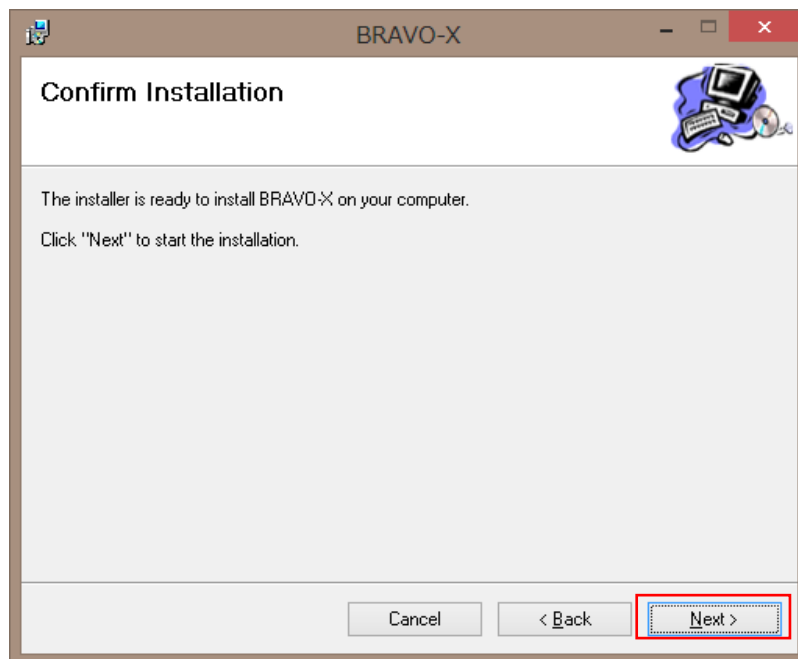 BRAVO-X
Confirm Installation
The installer is ready to install BRAVO-X on your computer.
Click "Next" to start the installation.
Cancel
< Back
Next >